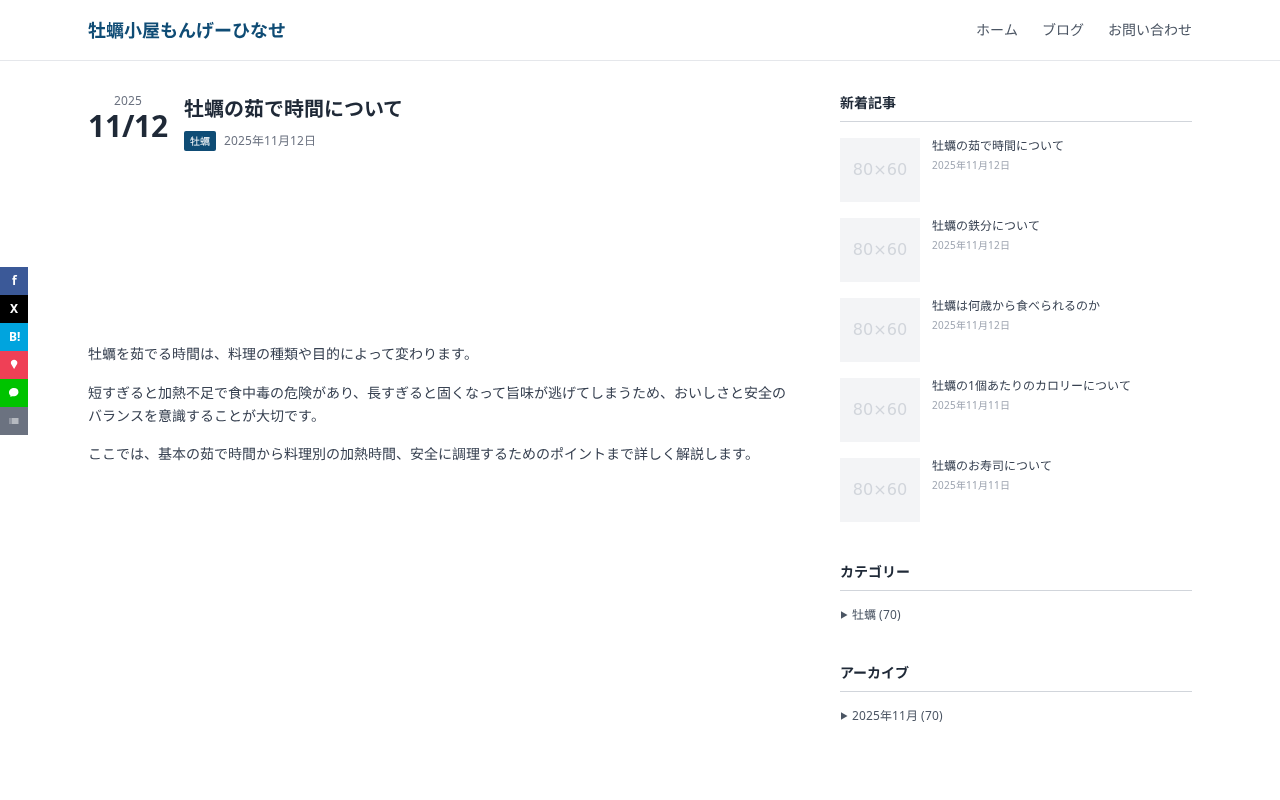 牡蠣小屋もんげーひなせ
ホーム ブログ お問い合わせ
2025
11/12
牡蠣の茹で時間について
牡蠣 2025年11月12日
f
X
B!
牡蠣を茹でる時間は、料理の種類や目的によって変わります。
短すぎると加熱不足で食中毒の危険があり、長すぎると固くなって旨味が逃げてしまうため、おいしさと安全の
バランスを意識することが大切です。
ここでは、基本の茹で時間から料理別の加熱時間、安全に調理するためのポイントまで詳しく解説します。
新着記事
80×60
牡蠣の茹で時間について
2025年11月12日
80×60
牡蠣の鉄分について
2025年11月12日
80×60
牡蠣は何歳から食べられるのか
2025年11月12日
80×60
牡蠣の1個あたりのカロリーについて
2025年11月11日
80×60
牡蠣のお寿司について
2025年11月11日
カテゴリー
▶ 牡蠣 (70)
アーカイブ
▶ 2025年11月 (70)